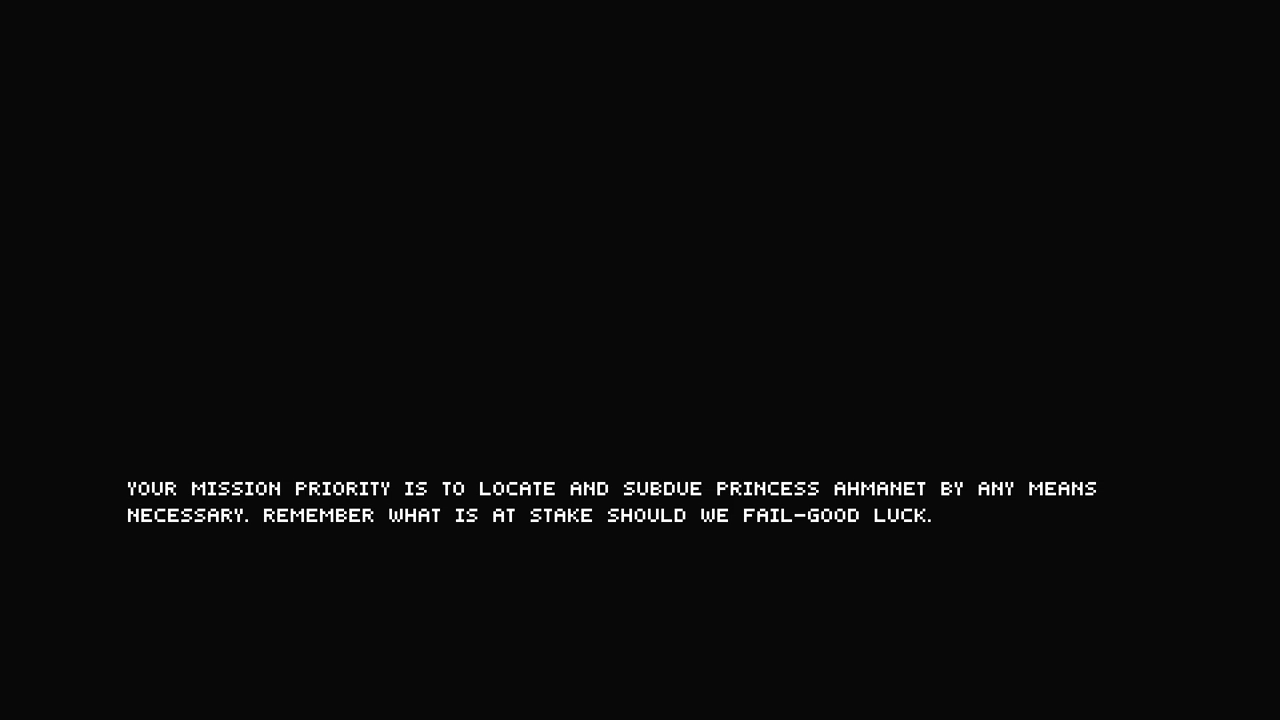 YOUR MISSION PRIORITY IS TO LOCATE AND SUBDUE PRINCESS AHMANET BY ANY MEANS
NECESSARY. REMEMBER WHAT IS AT STAKE SHOULD WE FAIL-GOOD LUCK.